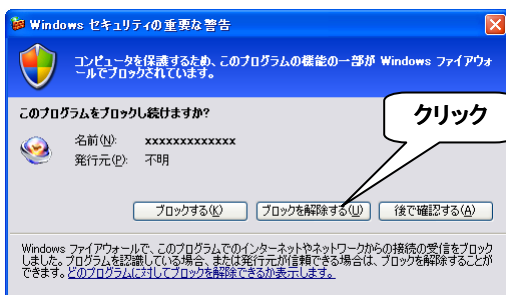 Windows セキュリティの重要な警告
コンピュータを保護するため、このプログラムの機能の一部が Windows ファイアウォ
ールでブロックされています。
このプログラムをブロックし続けますか?
クリック
名前(N): xxxxxxxxxxxxx
発行元(P): 不明
ブロックする(K) ブロックを解除する(U) 後で確認する(A)
Windows ファイアウォールで、このプログラムでのインターネットやネットワークからの接続の受信をブロック
しました。プログラムを認識している場合、または発行元が信頼できる場合は、ブロックを解除することが
できます。どのプログラムに対してブロックを解除できるか表示します。